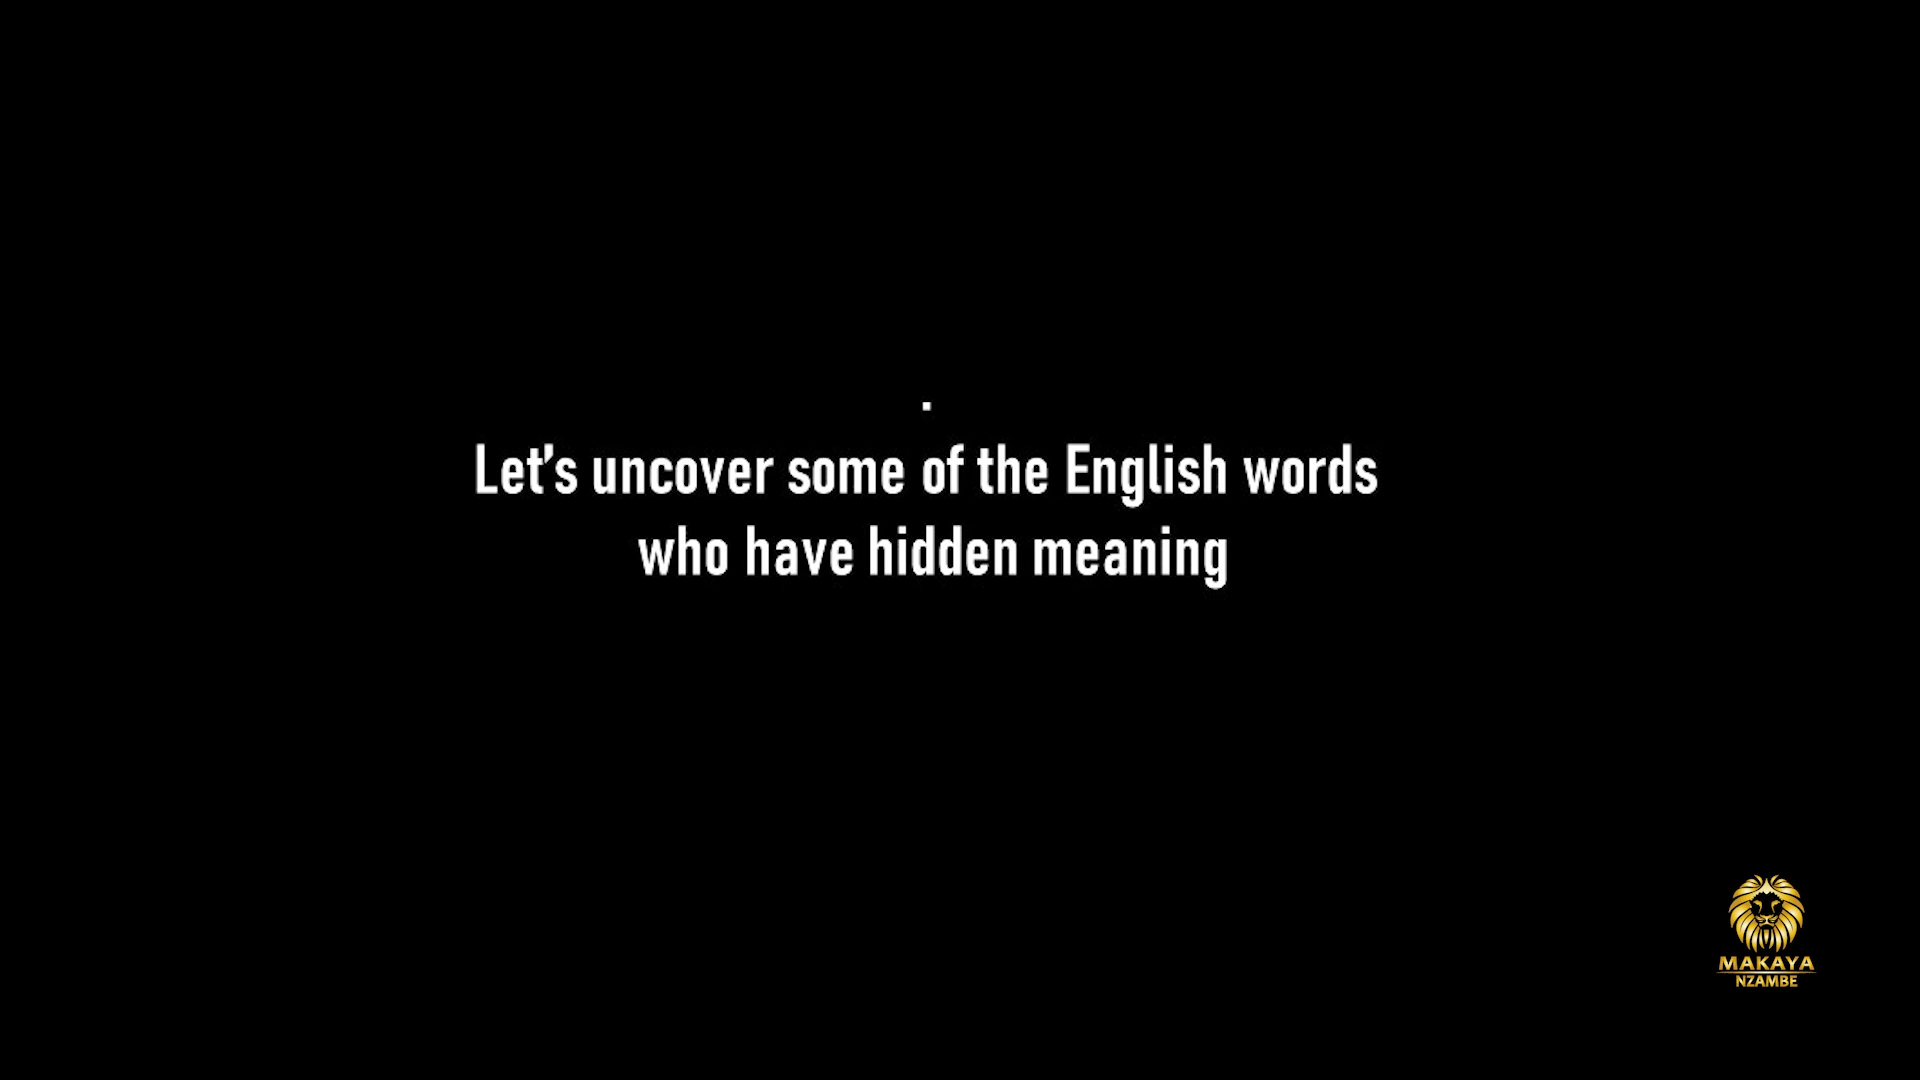 .
Let's uncover some of the English words
who have hidden meaning
MAKAYA
NZAMBE